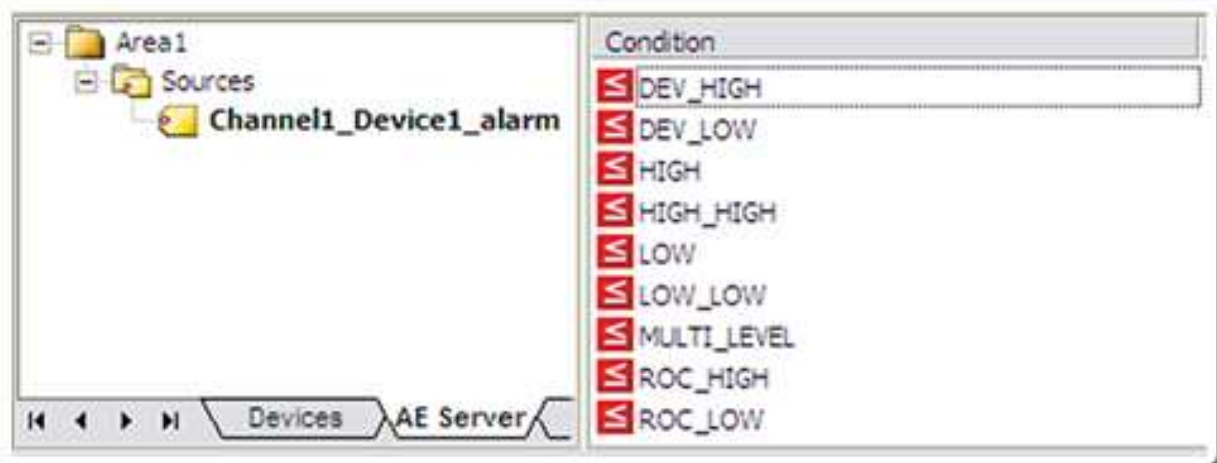 Area1
Sources
Channel1_Device1_alarm
Devices
AE Server
Condition
DEV_HIGH
DEV_LOW
HIGH
HIGH_HIGH
LOW
LOW_LOW
MULTI_LEVEL
ROC_HIGH
ROC_LOW